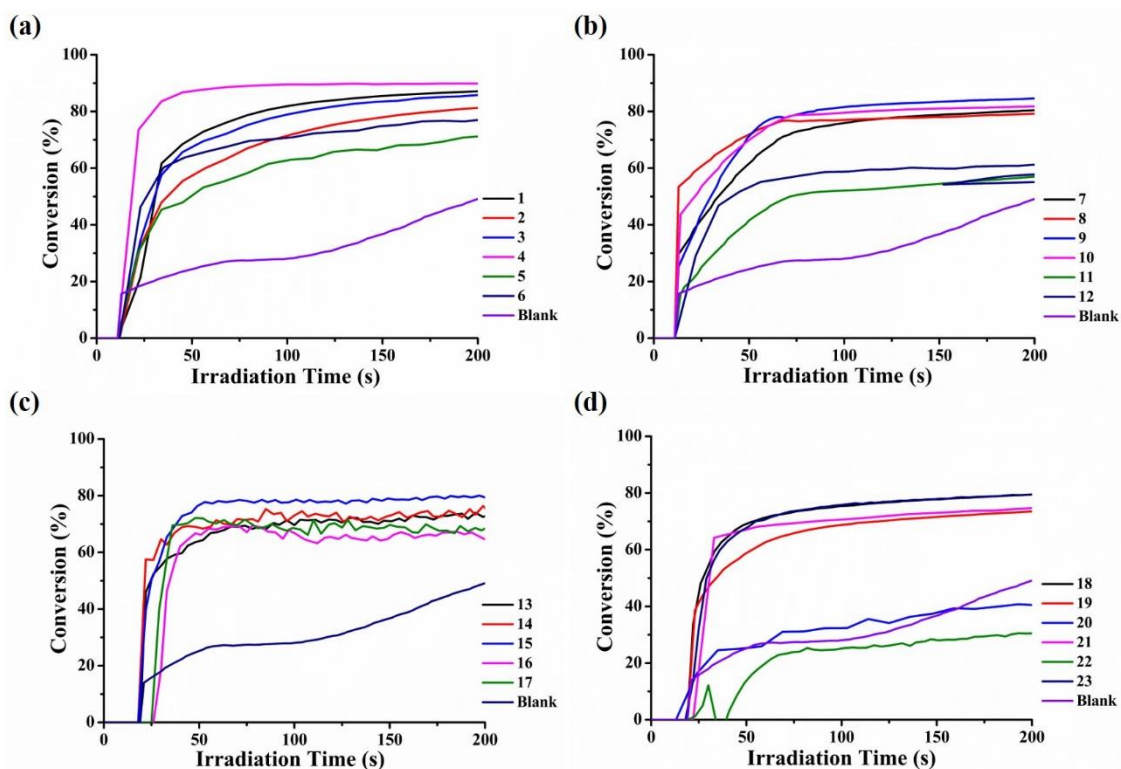 (a)
100
80
60
40
20
0
Conversion (%)
0 50 100 150 200
Irradiation Time (s)
1
2
3
4
5
6
Blank
(b)
100
80
60
40
20
0
Conversion (%)
0 50 100 150 200
Irradiation Time (s)
7
8
9
10
11
12
Blank
(c)
100
80
60
40
20
0
Conversion (%)
0 50 100 150 200
Irradiation Time (s)
13
14
15
16
17
Blank
(d)
100
80
60
40
20
0
Conversion (%)
0 50 100 150 200
Irradiation Time (s)
18
19
20
21
22
23
Blank